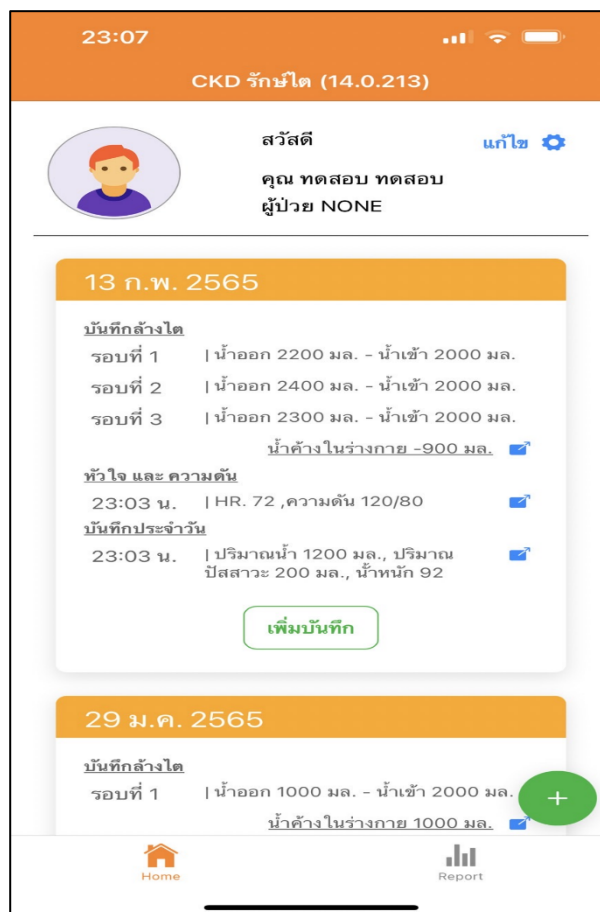 23:07
CKD รักษ์ไต (14.0.213)
สวัสดี
แก้ไข
คุณ ทดสอบ ทดสอบ
ผู้ป่วย NONE
13 ก.พ. 2565
บันทึกล้างไต
รอบที่ 1 | น้ำออก 2200 มล. - น้ำเข้า 2000 มล.
รอบที่ 2 | น้ำออก 2400 มล. - น้ำเข้า 2000 มล.
รอบที่ 3 | น้ำออก 2300 มล. - น้ำเข้า 2000 มล.
น้ำค้างในร่างกาย -900 มล.
หัวใจ และ ความดัน
23:03 น. | HR. 72 ,ความดัน 120/80
บันทึกประจำวัน
23:03 น. | ปริมาณน้ำ 1200 มล., ปริมาณ
ปัสสาวะ 200 มล., น้ำหนัก 92
เพิ่มบันทึก
29 ม.ค. 2565
บันทึกล้างไต
รอบที่ 1 | น้ำออก 1000 มล. - น้ำเข้า 2000 มล.
+
น้ำค้างในร่างกาย 1000 มล.
Home
Report